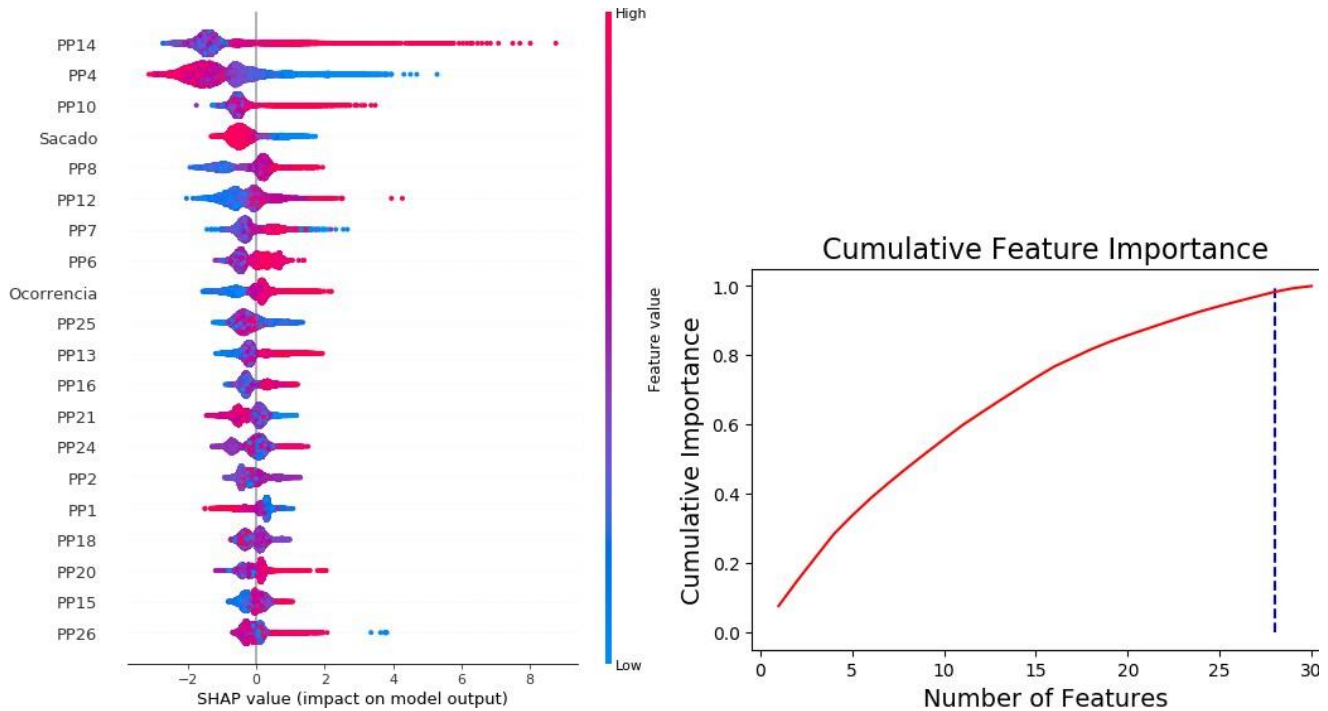 High
PP14
PP4
PP10
Sacado
PP8
PP12
PP7
PP6
Ocorrencia
PP25
PP13
PP16
PP21
PP24
PP2
PP1
PP18
PP20
PP15
PP26
−2 0 2 4 6 8
SHAP value (impact on model output)
Low
Feature value
Cumulative Feature Importance
Cumulative Importance
1.0
0.8
0.6
0.4
0.2
0.0
0 5 10 15 20 25 30
Number of Features